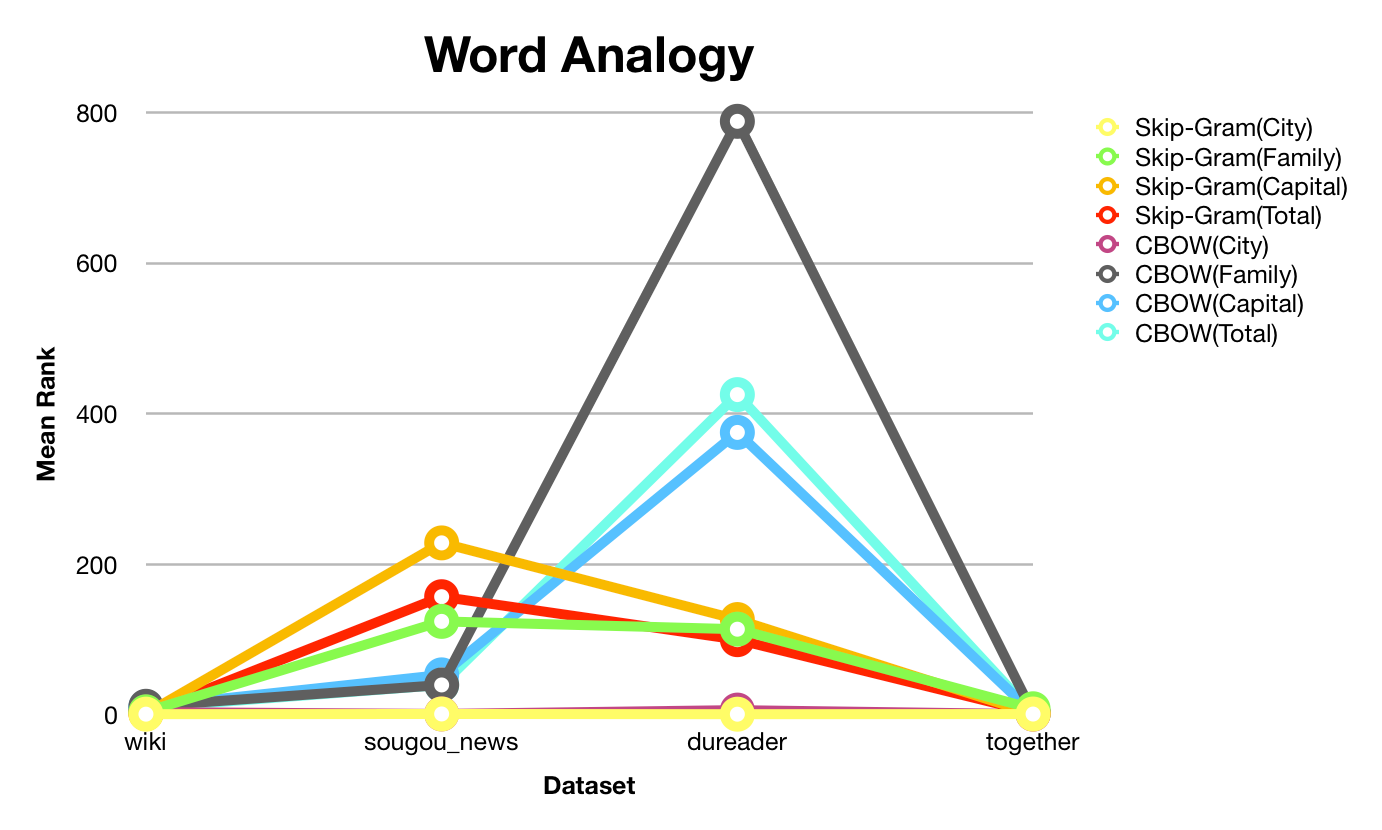 Word Analogy
800
600
400
200
0
Mean Rank
wiki
sougou_news
dureader
together
Dataset
Skip-Gram(City)
Skip-Gram(Family)
Skip-Gram(Capital)
Skip-Gram(Total)
CBOW(City)
CBOW(Family)
CBOW(Capital)
CBOW(Total)